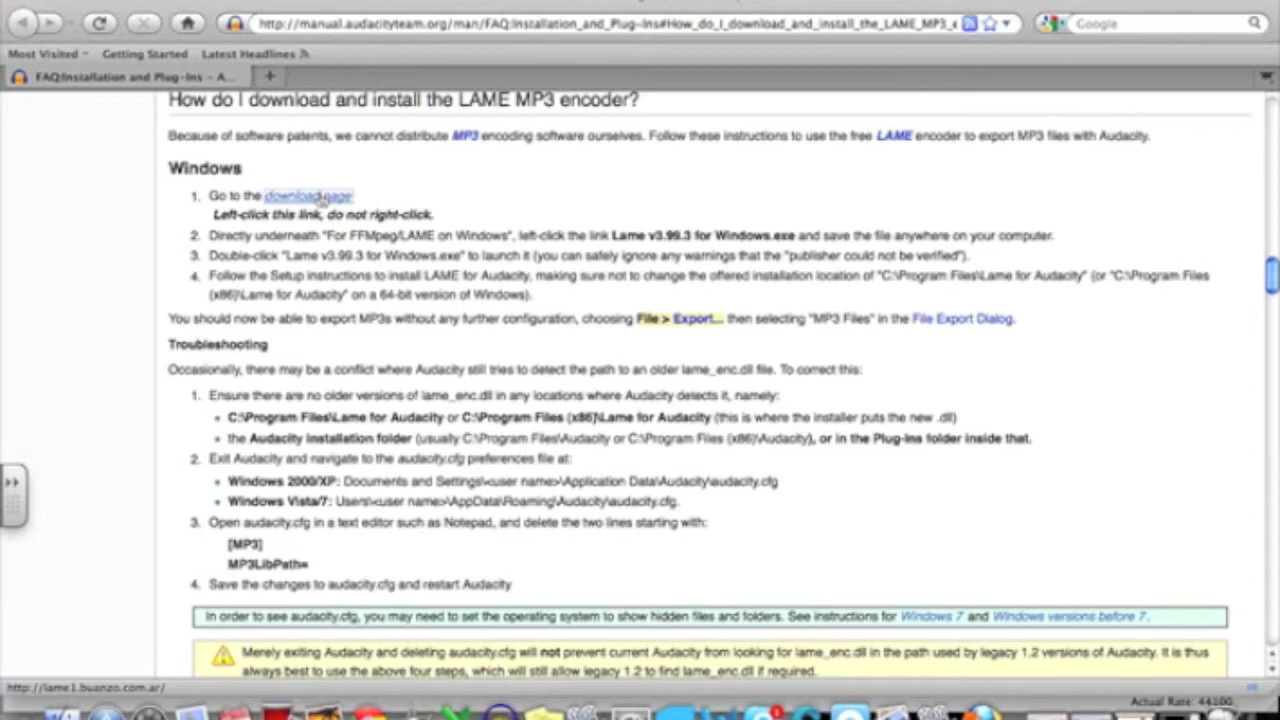 http://manual.audacityteam.org/man/FAQ:Installation_and_Plug-Ins#How_do_I_download_and_install_the_LAME_MP3_e
Google
Most Visited
Getting Started
Latest Headlines
FAQ:Installation and Plug-Ins - A...
How do I download and install the LAME MP3 encoder?
Because of software patents, we cannot distribute MP3 encoding software ourselves. Follow these instructions to use the free LAME encoder to export MP3 files with Audacity.
Windows
1. Go to the download page
Left-click this link, do not right-click.
2. Directly underneath "For FFMpeg/LAME on Windows", left-click the link Lame v3.99.3 for Windows.exe and save the file anywhere on your computer.
3. Double-click "Lame v3.99.3 for Windows.exe" to launch it (you can safely ignore any warnings that the "publisher could not be verified").
4. Follow the Setup instructions to install LAME for Audacity, making sure not to change the offered installation location of "C:\Program Files\Lame for Audacity" (or "C:\Program Files
(x86)\Lame for Audacity" on a 64-bit version of Windows).
You should now be able to export MP3s without any further configuration, choosing File > Export... then selecting "MP3 Files" in the File Export Dialog.
Troubleshooting
Occasionally, there may be a conflict where Audacity still tries to detect the path to an older lame_enc.dll file. To correct this:
1. Ensure there are no older versions of lame_enc.dll in any locations where Audacity detects it, namely:
• C:\Program Files\Lame for Audacity or C:\Program Files (x86)\Lame for Audacity (this is where the installer puts the new .dll)
• the Audacity installation folder (usually C:\Program Files\Audacity or C:\Program Files (x86)\Audacity), or in the Plug-Ins folder inside that.
2. Exit Audacity and navigate to the audacity.cfg preferences file at:
• Windows 2000/XP: Documents and Settings\<user name>\Application Data\Audacity\audacity.cfg
• Windows Vista/7: Users\<user name>\AppData\Roaming\Audacity\audacity.cfg.
3. Open audacity.cfg in a text editor such as Notepad, and delete the two lines starting with:
[MP3]
MP3LibPath=
4. Save the changes to audacity.cfg and restart Audacity
In order to see audacity.cfg, you may need to set the operating system to show hidden files and folders. See instructions for Windows 7 and Windows versions before 7.
Merely exiting Audacity and deleting audacity.cfg will not prevent current Audacity from looking for lame_enc.dll in the path used by legacy 1.2 versions of Audacity. It is thus
always best to use the above four steps, which will still allow legacy 1.2 to find lame_enc.dll if required.
http://lame1.buanzo.com.ar/
Actual Rate: 44100